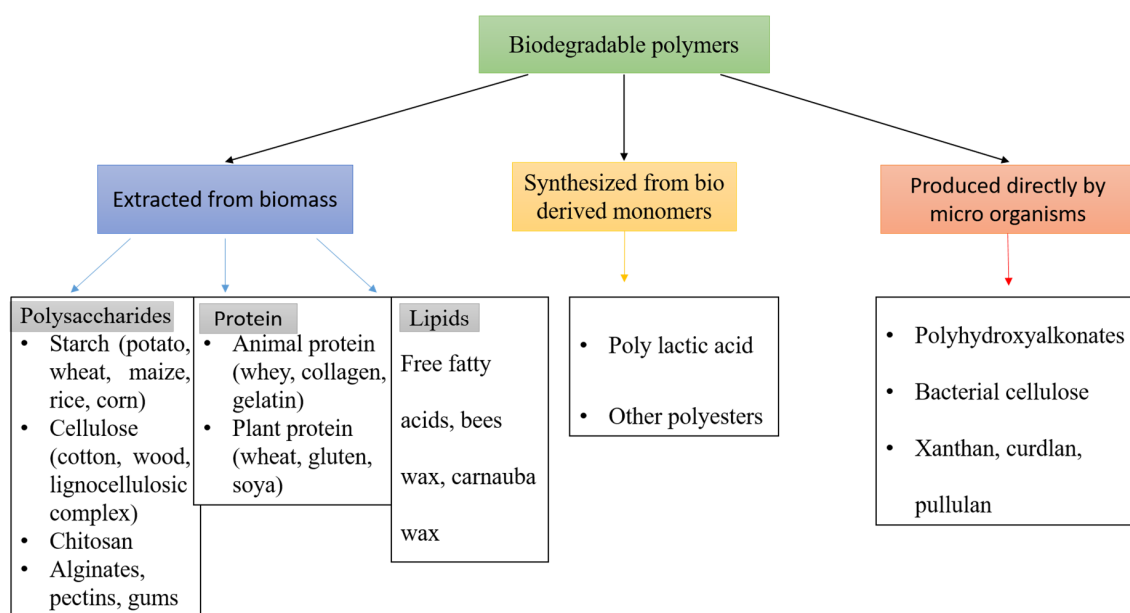 Biodegradable polymers
Extracted from biomass
Synthesized from bio
derived monomers
Produced directly by
micro organisms
Polysaccharides
• Starch (potato,
wheat, maize,
rice, corn)
• Cellulose
(cotton, wood,
lignocellulosic
complex)
• Chitosan
• Alginates,
pectins, gums
Protein
• Animal protein
(whey, collagen,
gelatin)
• Plant protein
(wheat, gluten,
soya)
Lipids
Free fatty
acids, bees
wax, carnauba
wax
• Poly lactic acid
• Other polyesters
• Polyhydroxyalkonates
• Bacterial cellulose
• Xanthan, curdlan,
pullulan